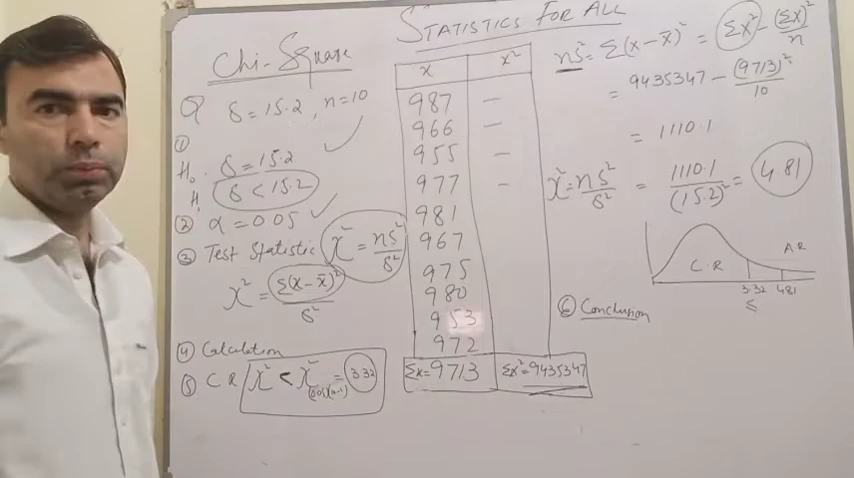 STATISTICS FOR ALL
Chi-Square
Q δ = 15.2 , n=10
①
H₀. δ = 15.2
H₁ δ < 15.2
② α = 0.05
③ Test Statistic χ² = ns²/δ²
χ² = Σ(x-x̄)²/δ²
④ Calculation
⑤ C R χ² < χ² (0.05)(n-1) = 3.32
x x²
987 —
966 —
955 —
977 —
981
967
975
980
953
972
Σx=9713 Σx²=9435347
ns² = Σ(x-x̄)² = Σx² - (Σx)²/n
= 9435347 - (9713)²/10
= 1110.1
χ² = ns²/δ² = 1110.1/(15.2)² = 4.81
C.R A.R
3.32 4.81
≤
⑥ Conclusion